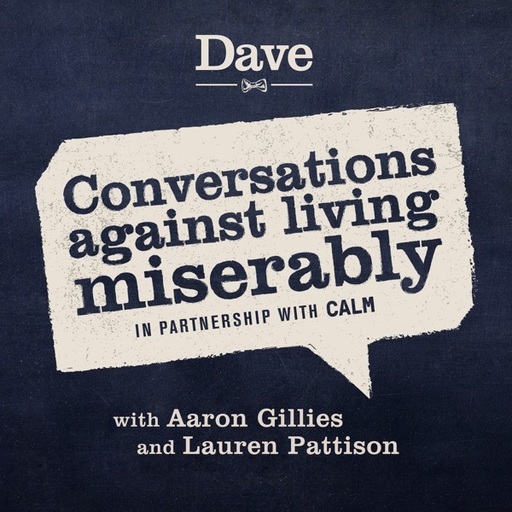 Dave
Conversations
against living
miserably
IN PARTNERSHIP WITH CALM
with Aaron Gillies
and Lauren Pattison